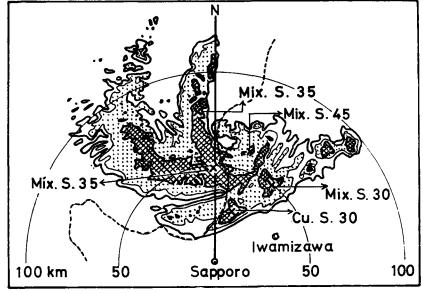 N
Mix. S. 35
Mix. S. 45
Mix. S. 35
Mix. S. 30
Cu. S. 30
Iwamizawa
100 km 50 Sapporo 50 100